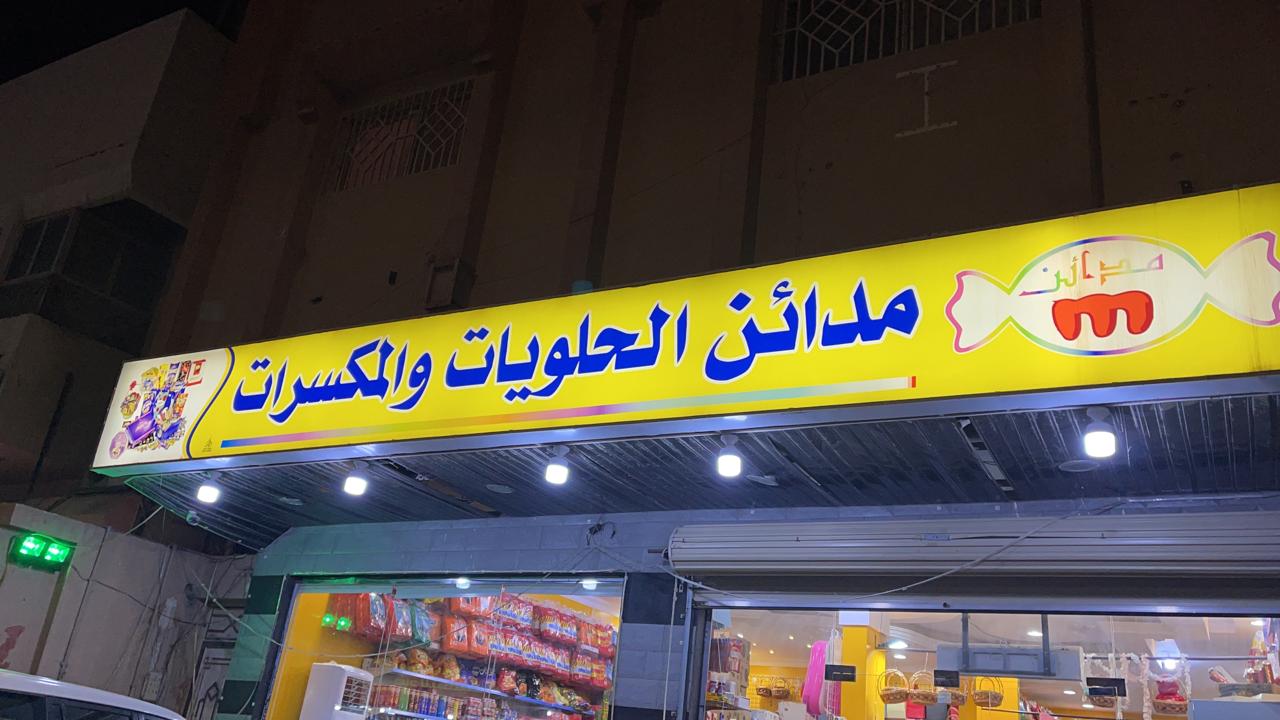 مدائن
m
مدائن الحلويات والمكسرات